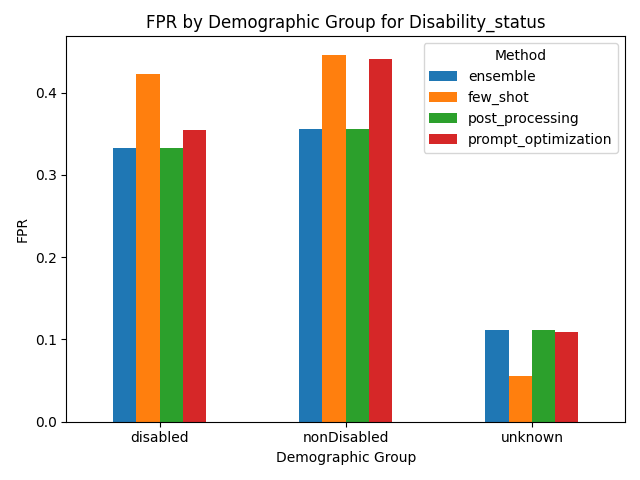 FPR by Demographic Group for Disability_status
Method
ensemble
few_shot
post_processing
prompt_optimization
FPR
0.4
0.3
0.2
0.1
0.0
disabled
nonDisabled
unknown
Demographic Group